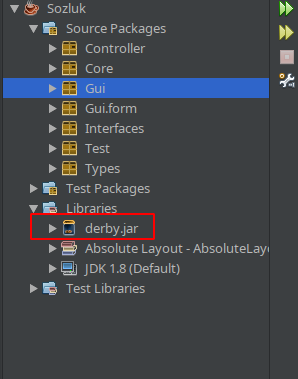 Sozluk
Source Packages
Controller
Core
Gui
Gui.form
Interfaces
Test
Types
Test Packages
Libraries
derby.jar
Absolute Layout - AbsoluteLay
JDK 1.8 (Default)
Test Libraries